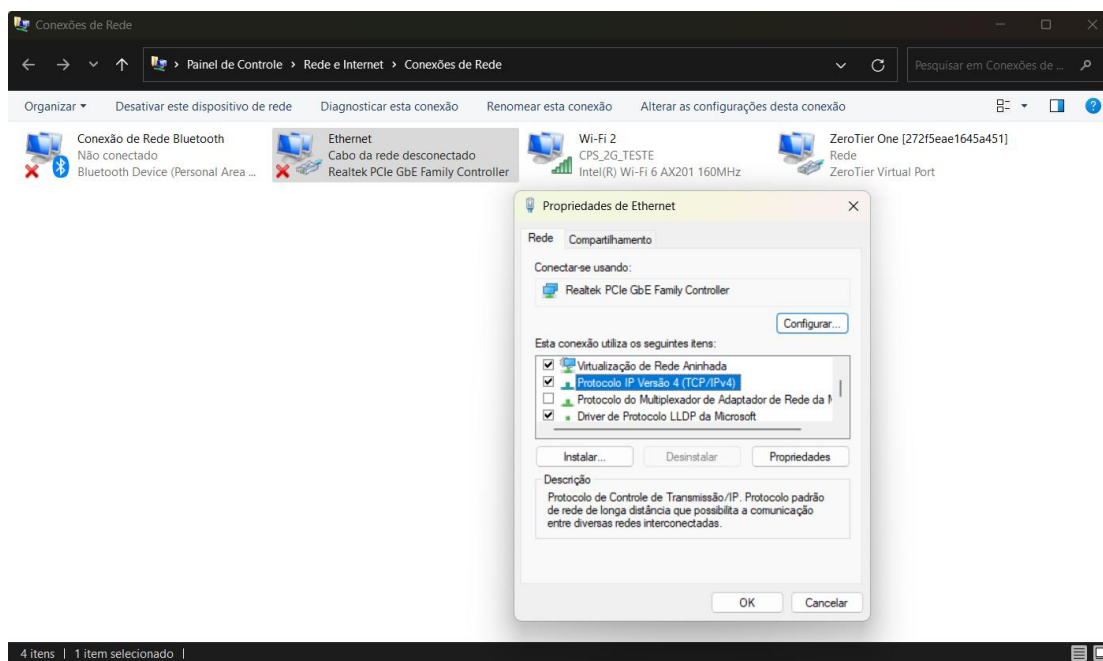 Conexões de Rede
Painel de Controle > Rede e Internet > Conexões de Rede
Pesquisar em Conexões de ...
Organizar Desativar este dispositivo de rede Diagnosticar esta conexão Renomear esta conexão Alterar as configurações desta conexão
Conexão de Rede Bluetooth
Não conectado
Bluetooth Device (Personal Area ...
Ethernet
Cabo da rede desconectado
Realtek PCIe GbE Family Controller
Wi-Fi 2
CPS_2G_TESTE
Intel(R) Wi-Fi 6 AX201 160MHz
ZeroTier One [272f5eae1645a451]
Rede
ZeroTier Virtual Port
Propriedades de Ethernet
Rede Compartilhamento
Conectar-se usando:
Realtek PCIe GbE Family Controller
Configurar...
Esta conexão utiliza os seguintes itens:
Virtualização de Rede Aninhada
Protocolo IP Versão 4 (TCP/IPv4)
Protocolo do Multiplexador de Adaptador de Rede da
Driver de Protocolo LLDP da Microsoft
Instalar... Desinstalar Propriedades
Descrição
Protocolo de Controle de Transmissão/IP. Protocolo padrão
de rede de longa distância que possibilita a comunicação
entre diversas redes interconectadas.
OK Cancelar
4 itens | 1 item selecionado |